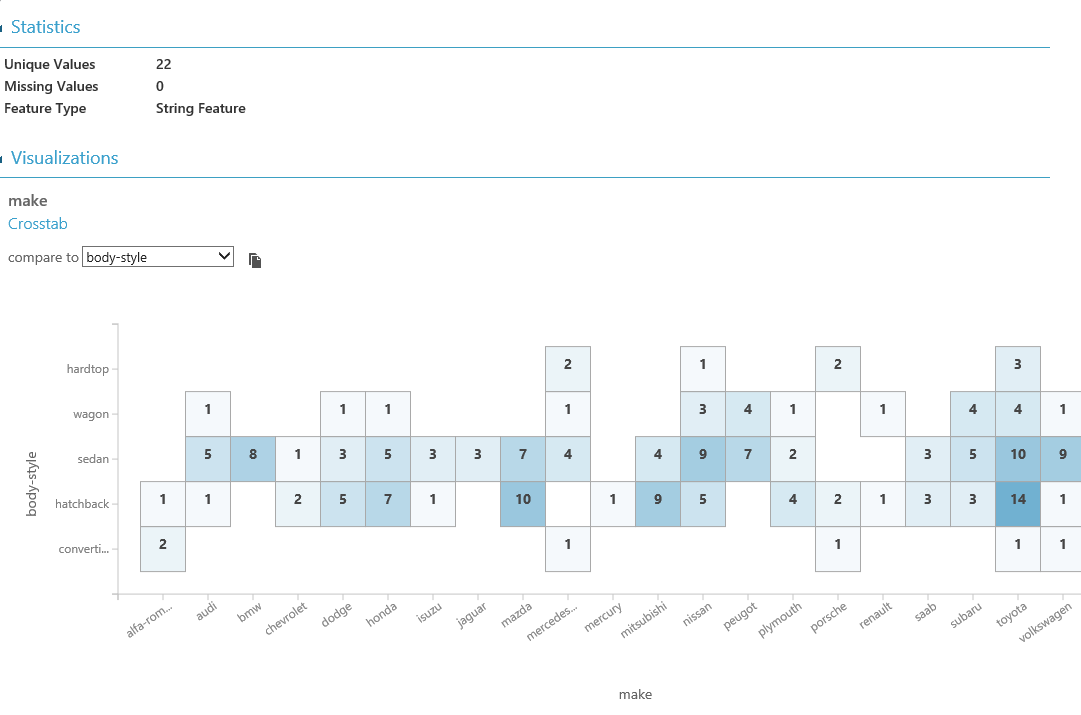 Statistics
Unique Values 22
Missing Values 0
Feature Type String Feature
Visualizations
make
Crosstab
compare to body-style
hardtop 2 1 2 3
wagon 1 1 1 1 3 4 1 1 4 4 1
sedan 5 8 1 3 5 3 3 7 4 4 9 7 2 3 5 10 9
hatchback 1 1 2 5 7 1 10 1 9 5 4 2 1 3 3 14 1
converti... 2 1 1 1 1
body-style
alfa-rom... audi bmw chevrolet dodge honda isuzu jaguar mazda mercedes... mercury mitsubishi nissan peugot plymouth porsche renault saab subaru toyota volkswagen
make